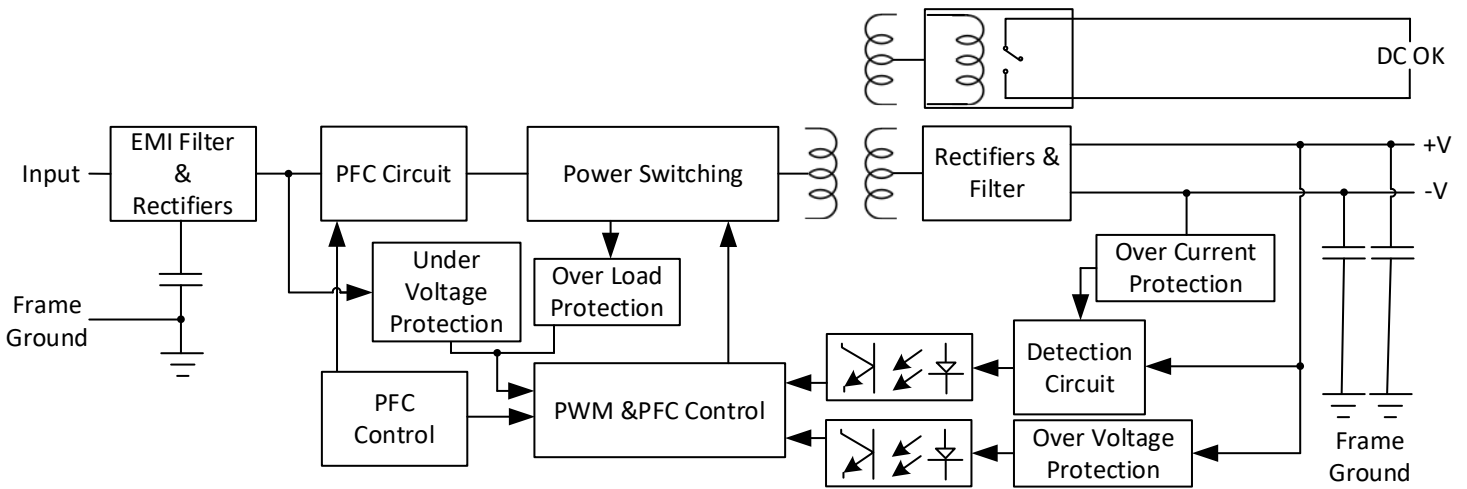 DC OK
Input
EMI Filter
&
Rectifiers
PFC Circuit
Power Switching
Rectifiers &
Filter
+V
-V
Under
Voltage
Protection
Over Load
Protection
Over Current
Protection
Frame
Ground
Detection
Circuit
PFC
Control
PWM &PFC Control
Over Voltage
Protection
Frame
Ground